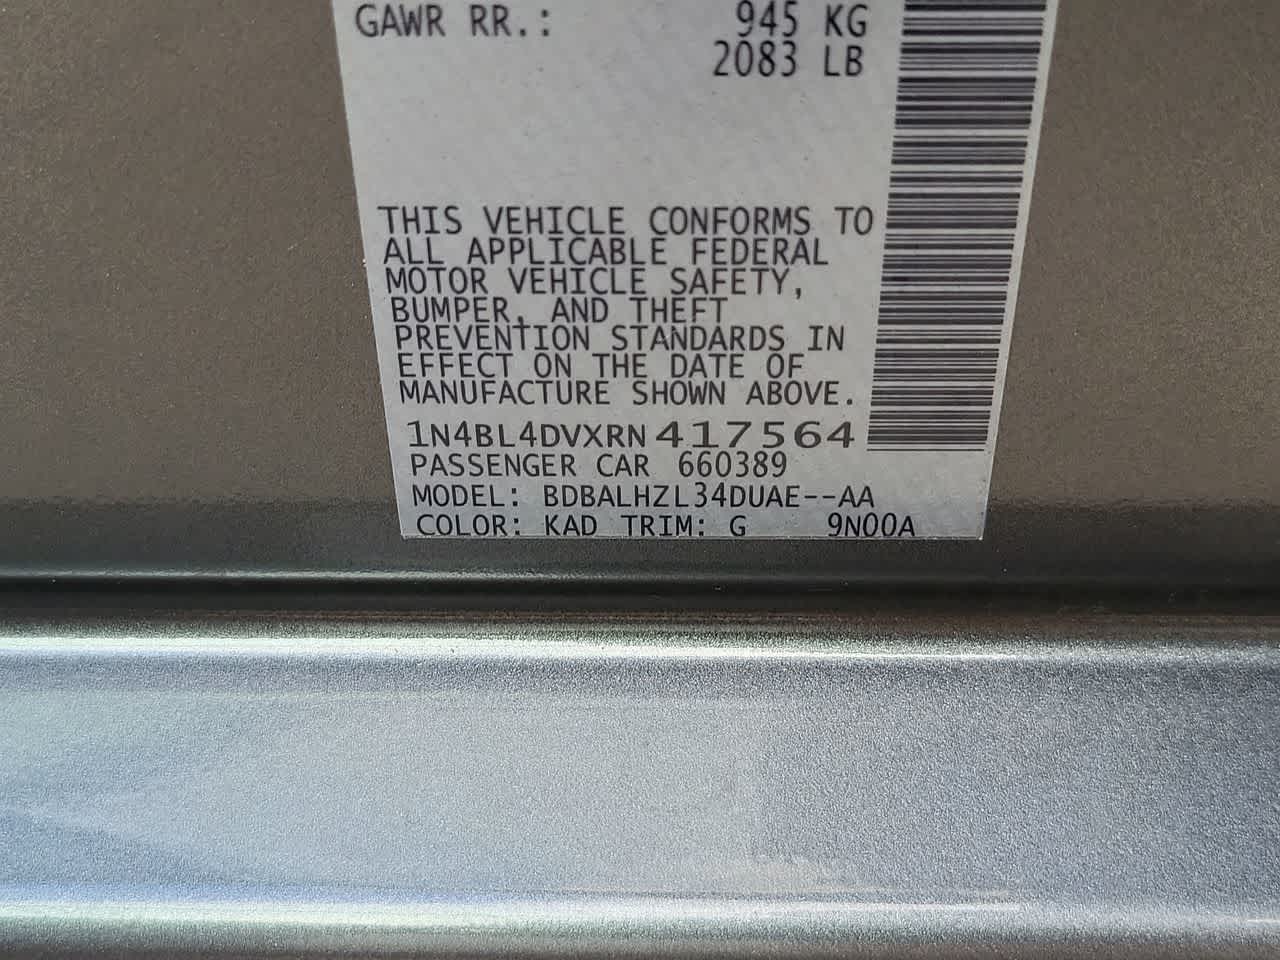 GAWR RR.: 945 KG
2083 LB
THIS VEHICLE CONFORMS TO
ALL APPLICABLE FEDERAL
MOTOR VEHICLE SAFETY,
BUMPER, AND THEFT
PREVENTION STANDARDS IN
EFFECT ON THE DATE OF
MANUFACTURE SHOWN ABOVE.
1N4BL4DVXRN417564
PASSENGER CAR 660389
MODEL: BDBALHZL34DUAE--AA
COLOR: KAD TRIM: G 9N00A